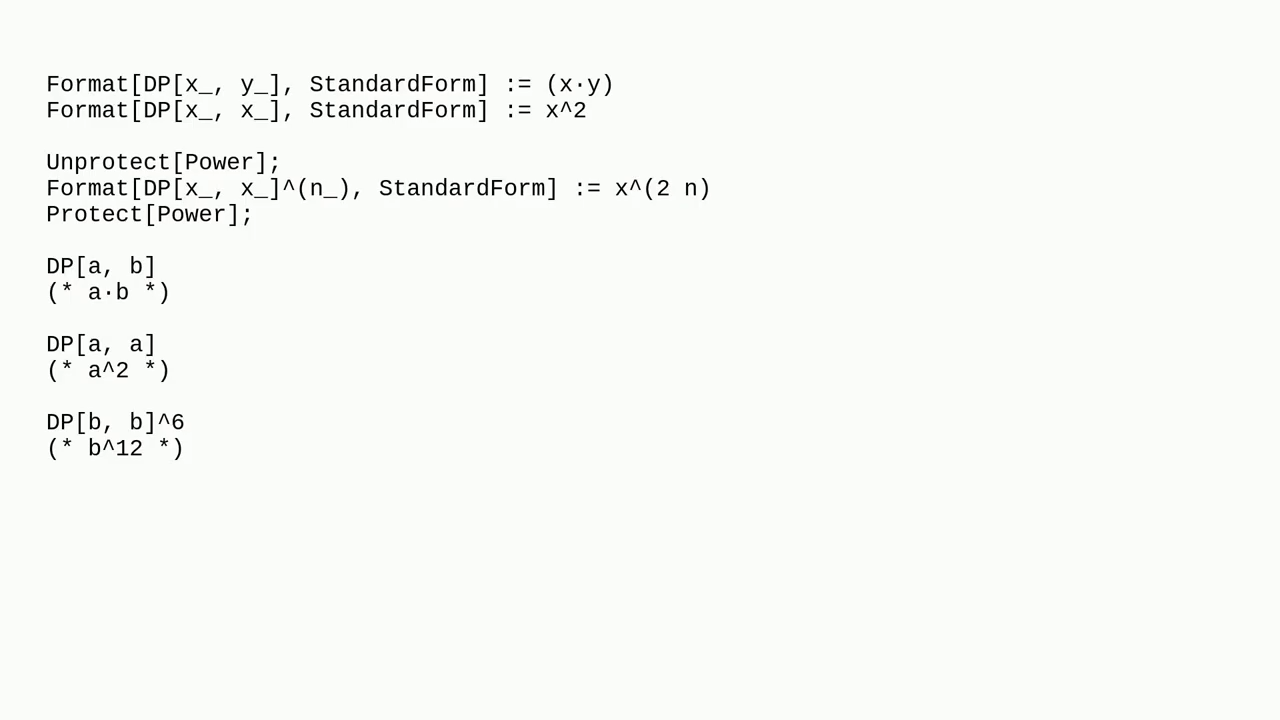 Format[DP[x_, y_], StandardForm] := (x·y)
Format[DP[x_, x_], StandardForm] := x^2
Unprotect[Power];
Format[DP[x_, x_]^(n_), StandardForm] := x^(2 n)
Protect[Power];
DP[a, b]
(* a·b *)
DP[a, a]
(* a^2 *)
DP[b, b]^6
(* b^12 *)